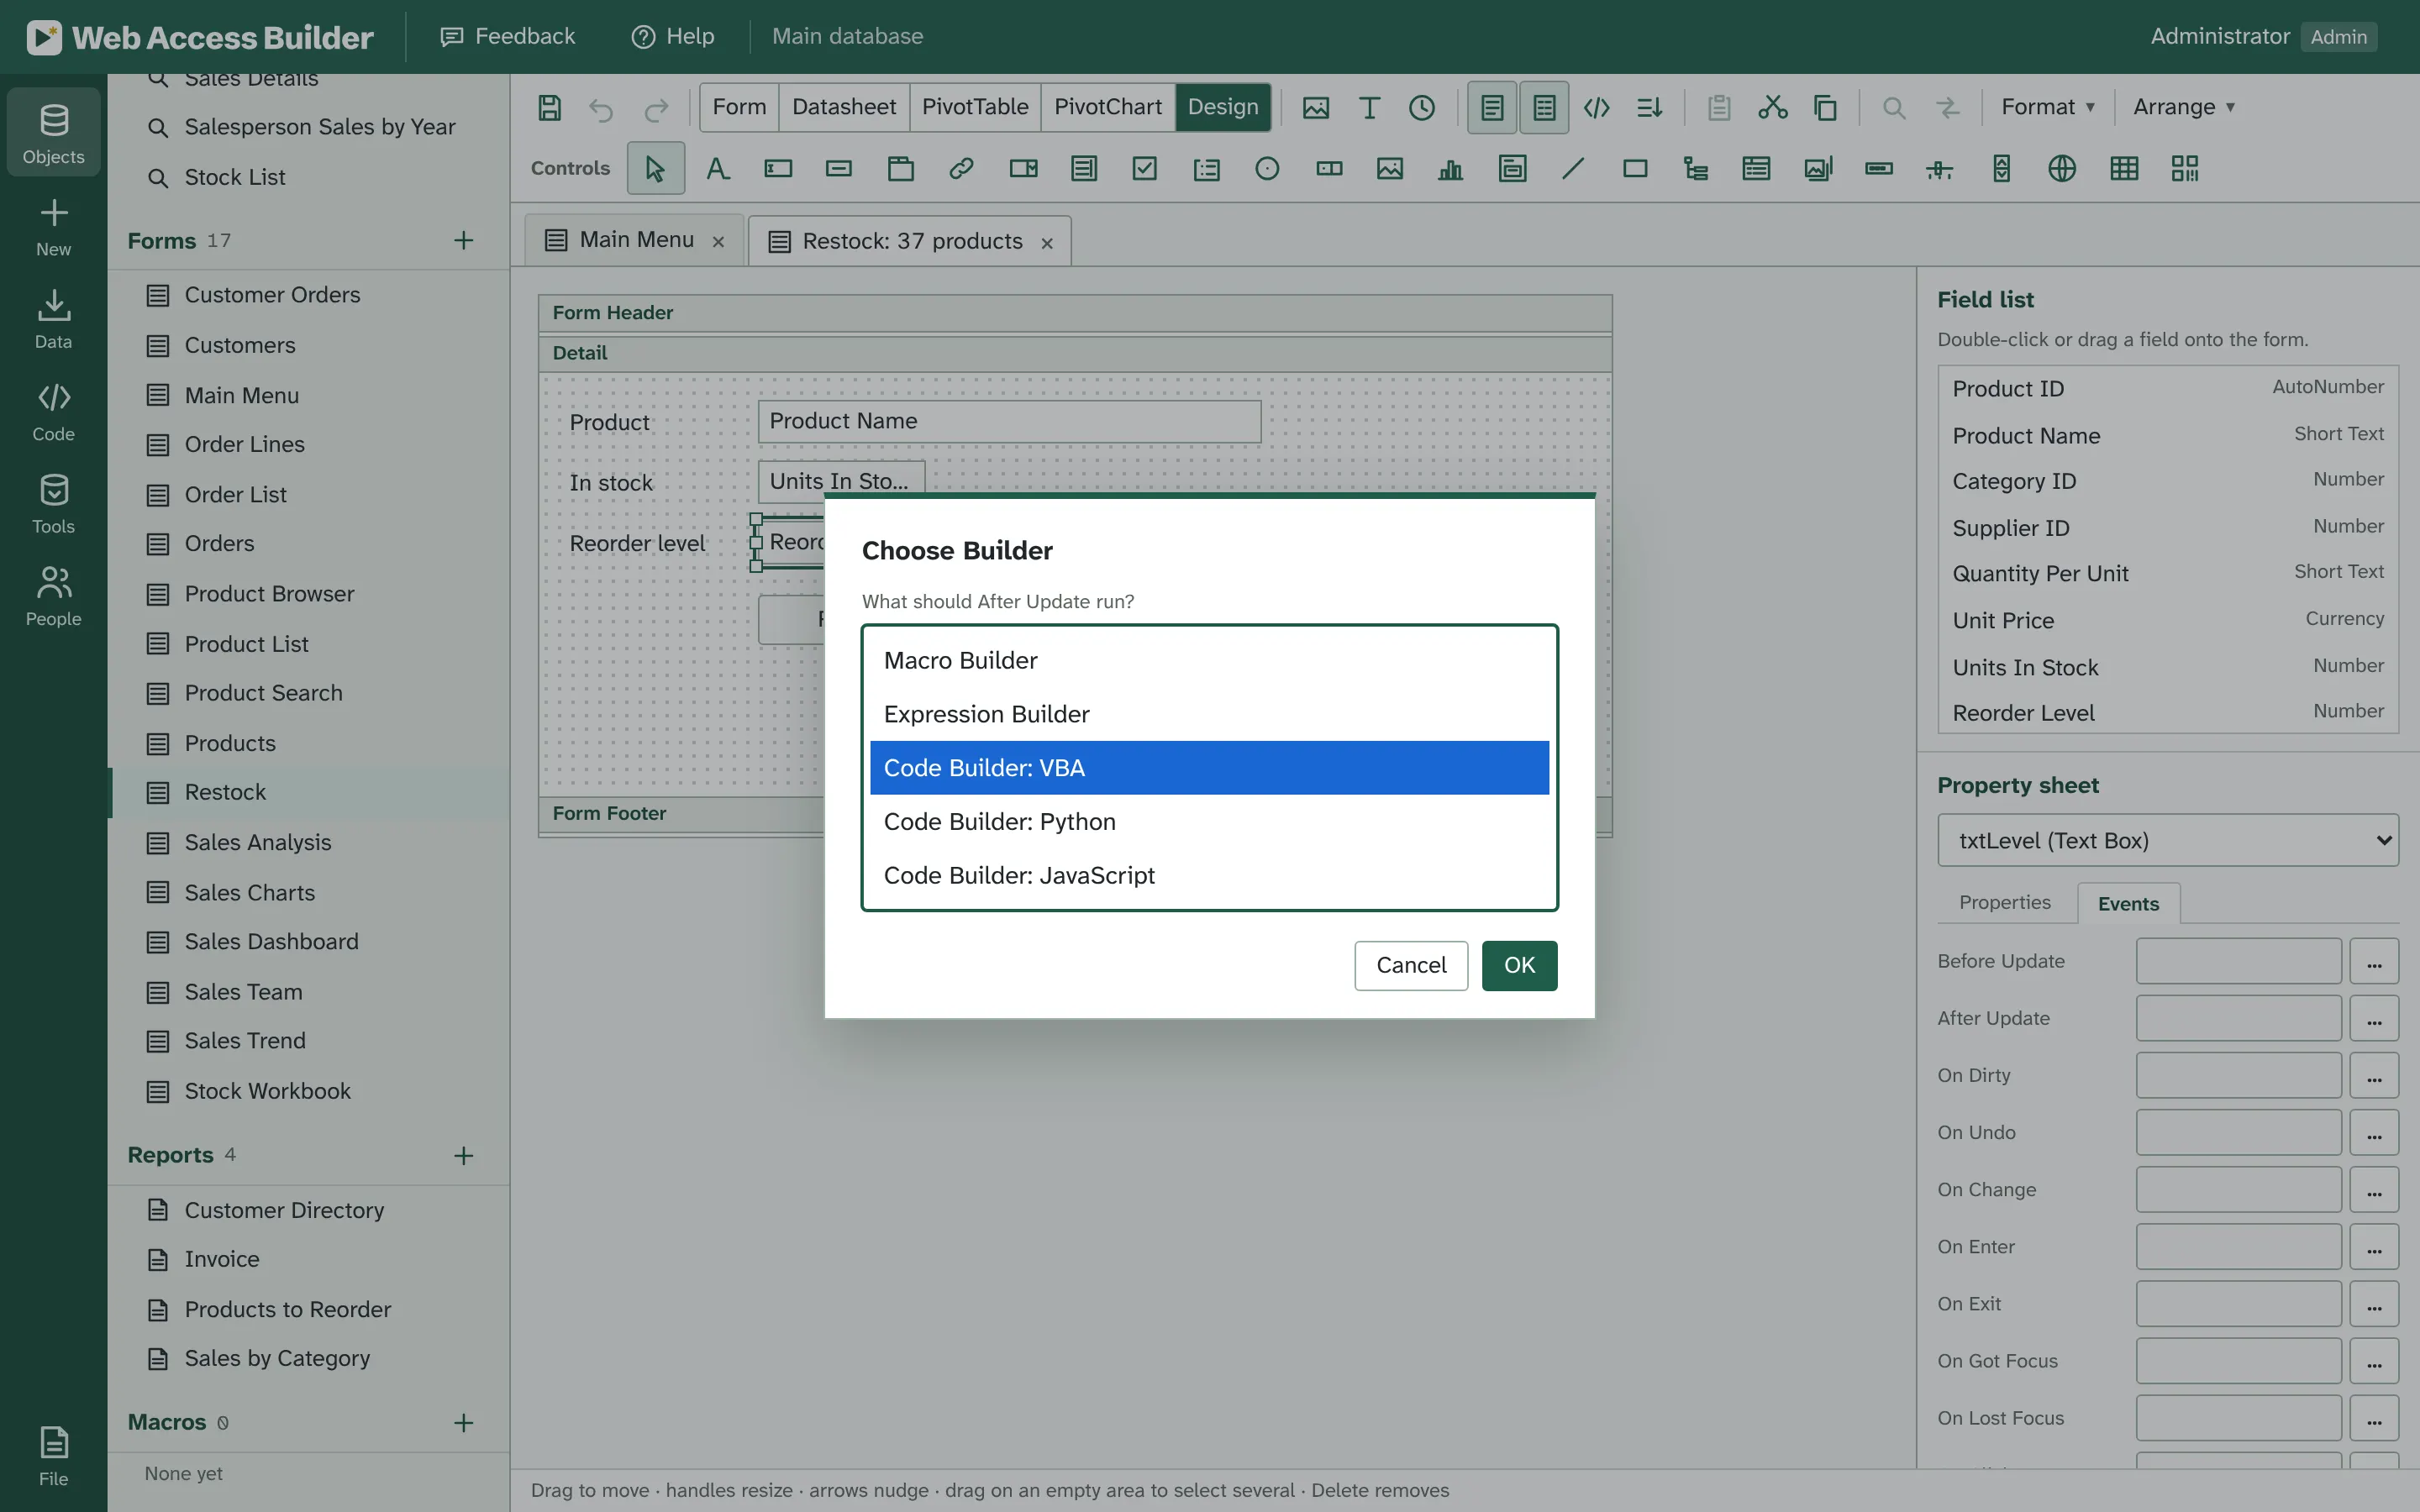 Web Access Builder
Feedback
Help
Main database
Administrator
Admin
Objects
New
Data
Code
Tools
People
File
Sales Details
Salesperson Sales by Year
Stock List
Forms 17
Customer Orders
Customers
Main Menu
Order Lines
Order List
Orders
Product Browser
Product List
Product Search
Products
Restock
Sales Analysis
Sales Charts
Sales Dashboard
Sales Team
Sales Trend
Stock Workbook
Reports 4
Customer Directory
Invoice
Products to Reorder
Sales by Category
Macros 0
None yet
Form
Datasheet
PivotTable
PivotChart
Design
Format
Arrange
Controls
Main Menu
Restock: 37 products
Form Header
Detail
Product
Product Name
In stock
Units In Sto...
Reorder level
Form Footer
Choose Builder
What should After Update run?
Macro Builder
Expression Builder
Code Builder: VBA
Code Builder: Python
Code Builder: JavaScript
Cancel
OK
Field list
Double-click or drag a field onto the form.
Product ID AutoNumber
Product Name Short Text
Category ID Number
Supplier ID Number
Quantity Per Unit Short Text
Unit Price Currency
Units In Stock Number
Reorder Level Number
Property sheet
txtLevel (Text Box)
Properties
Events
Before Update ...
After Update ...
On Dirty ...
On Undo ...
On Change ...
On Enter ...
On Exit ...
On Got Focus ...
On Lost Focus ...
Drag to move · handles resize · arrows nudge · drag on an empty area to select several · Delete removes